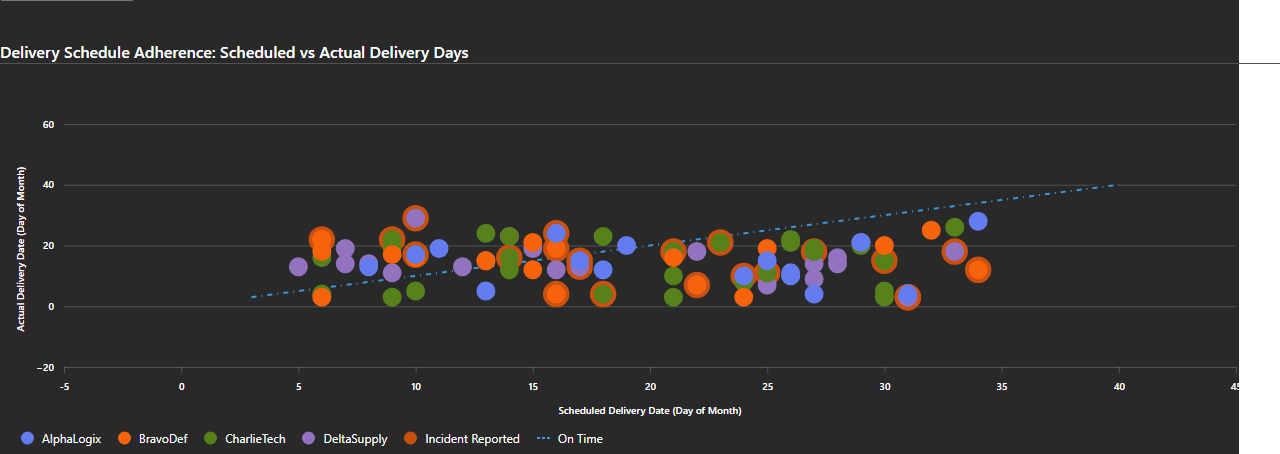 Delivery Schedule Adherence: Scheduled vs Actual Delivery Days
60
40
20
0
−20
Actual Delivery Date (Day of Month)
-5 0 5 10 15 20 25 30 35 40 45
Scheduled Delivery Date (Day of Month)
AlphaLogix BravoDef CharlieTech DeltaSupply Incident Reported On Time